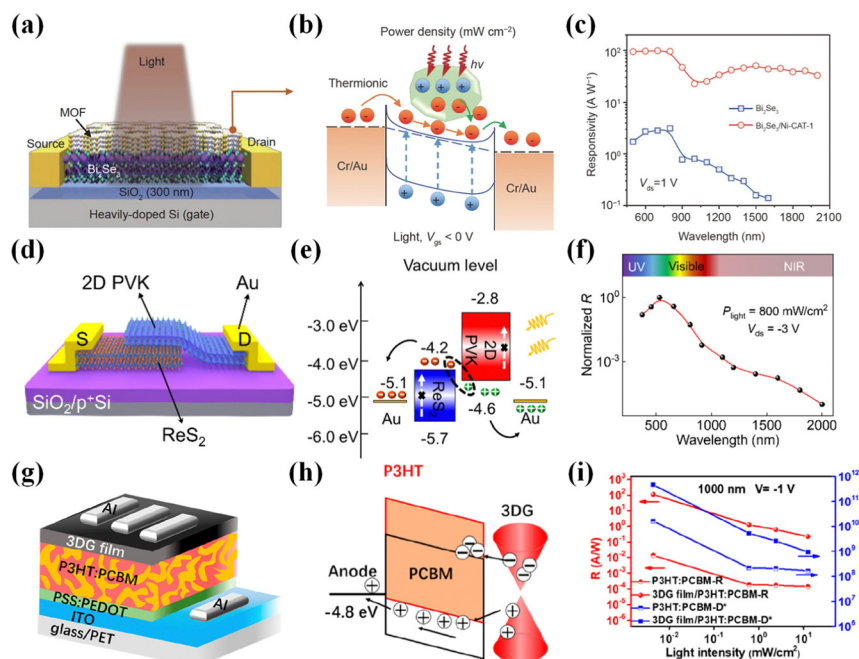 (a)
Light
MOF
Source
Drain
Bi₂Se₃
SiO₂ (300 nm)
Heavily-doped Si (gate)
(b)
Power density (mW cm⁻²)
hv
Thermionic
Cr/Au
Cr/Au
Light, Vgs < 0 V
(c)
Responsivity (A W⁻¹)
10²
10¹
10⁰
10⁻¹
Bi₂Se₃
Bi₂Se₃/Ni-CAT-1
Vds=1 V
600 900 1200 1500 1800 2100
Wavelength (nm)
(d)
2D PVK
Au
S
D
SiO₂/p⁺Si
ReS₂
(e)
Vacuum level
-3.0 eV
-4.0 eV
-5.0 eV
-6.0 eV
-2.8
-4.2
-5.1
-5.1
-4.6
-5.7
Au
ReS₂
2D PVK
Au
(f)
UV Visible NIR
Normalized R
10⁰
10⁻³
Plight = 800 mW/cm²
Vds = -3 V
500 1000 1500 2000
Wavelength (nm)
(g)
Al
3DG film
P3HT:PCBM
PSS:PEDOT
Al
ITO
glass/PET
(h)
P3HT
3DG
PCBM
Anode
-4.8 eV
(i)
1000 nm V= -1 V
R (A/W)
10³
10²
10¹
10⁰
10⁻¹
10⁻²
10⁻³
10⁻⁴
10⁻⁵
10⁻⁶
P3HT:PCBM-R
3DG film/P3HT:PCBM-R
P3HT:PCBM-D*
3DG film/P3HT:PCBM-D*
10¹²
10¹¹
10¹⁰
10⁹
10⁸
10⁷
10⁶
10⁻² 10⁻¹ 10⁰ 10¹
Light intensity (mW/cm²)